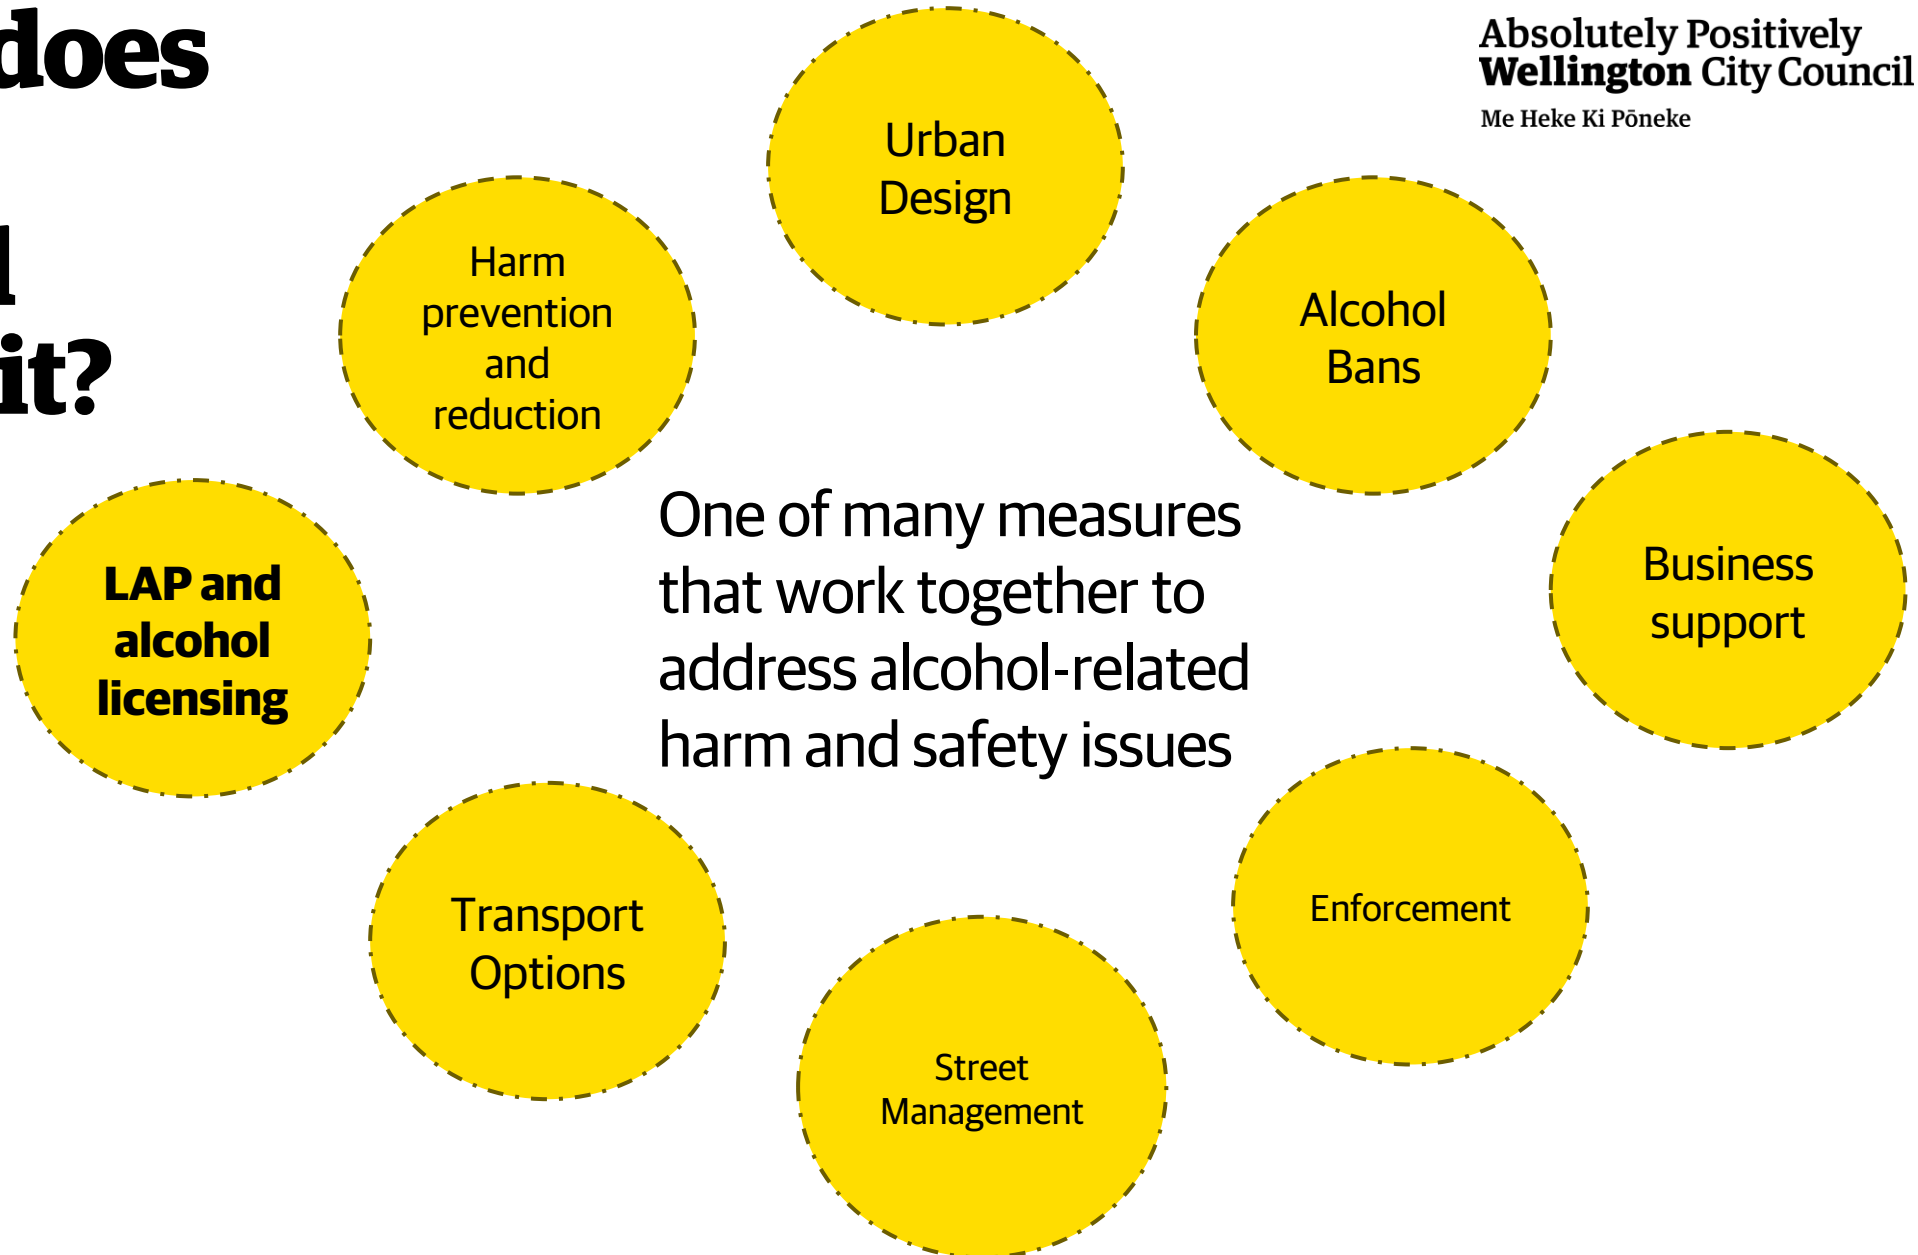 does
it?
Absolutely Positively
Wellington City Council
Me Heke Ki Pōneke
Urban
Design
Harm
prevention
and
reduction
Alcohol
Bans
One of many measures
that work together to
address alcohol-related
harm and safety issues
LAP and
alcohol
licensing
Business
support
Transport
Options
Enforcement
Street
Management